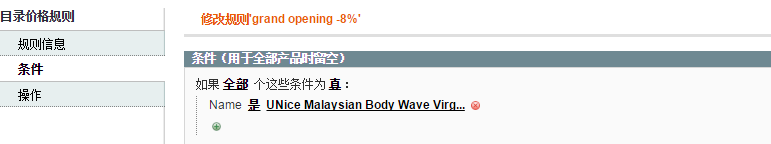 目录价格规则
修改规则'grand opening -8%'
规则信息
条件
操作
条件（用于全部产品时留空）
如果 全部 个这些条件为 真：
Name 是 UNice Malaysian Body Wave Virg...